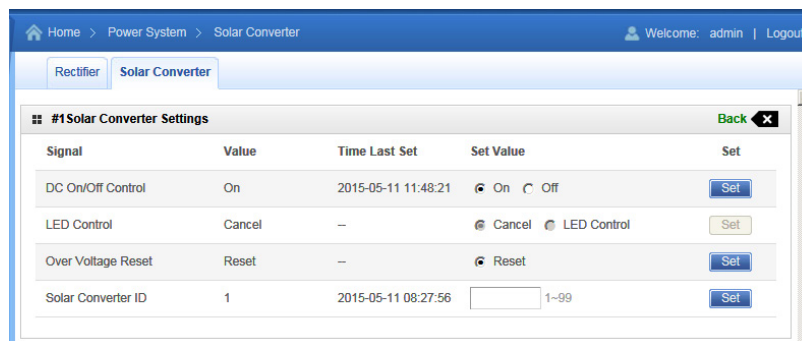 Home > Power System > Solar Converter Welcome: admin | Logout
Rectifier Solar Converter
#1Solar Converter Settings Back
Signal Value Time Last Set Set Value Set
DC On/Off Control On 2015-05-11 11:48:21 On Off Set
LED Control Cancel -- Cancel LED Control Set
Over Voltage Reset Reset -- Reset Set
Solar Converter ID 1 2015-05-11 08:27:56 1~99 Set